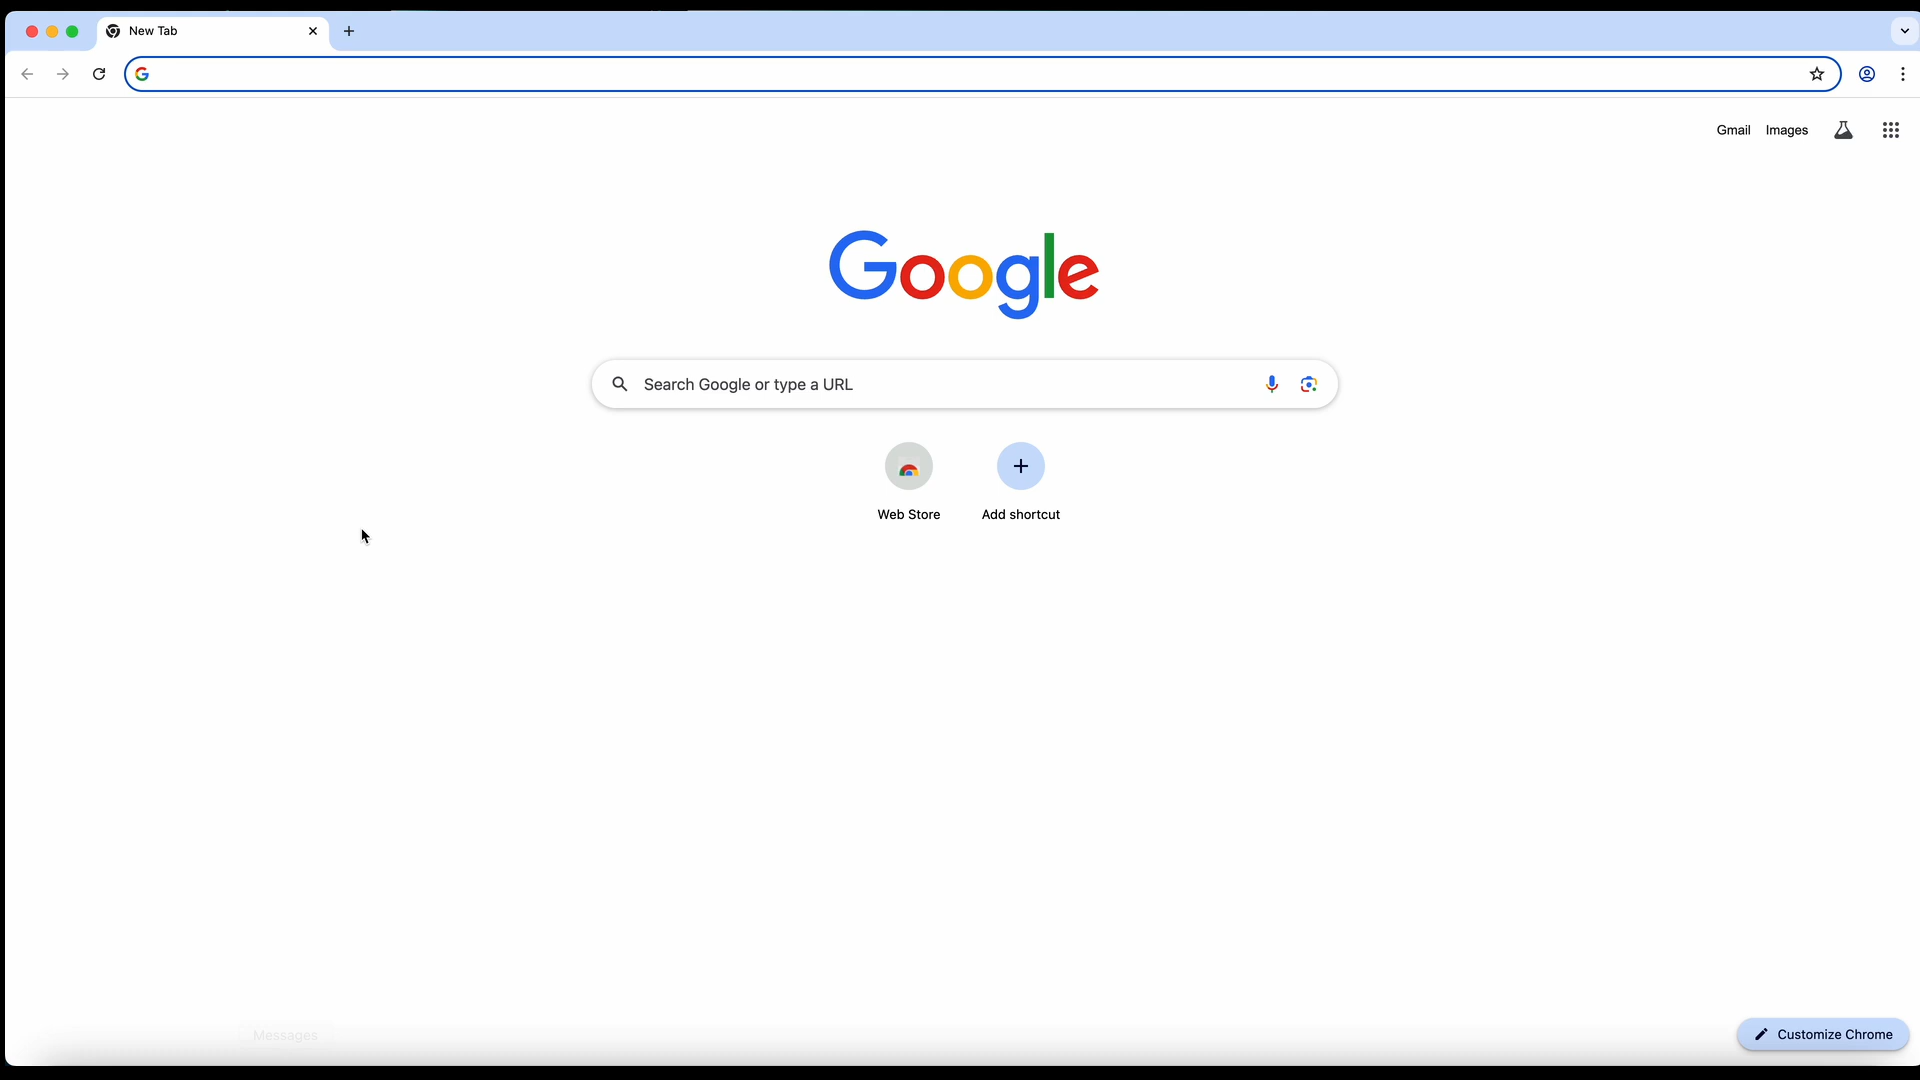 New Tab
Gmail Images
Google
Search Google or type a URL
Web Store
Add shortcut
Messages
Customize Chrome